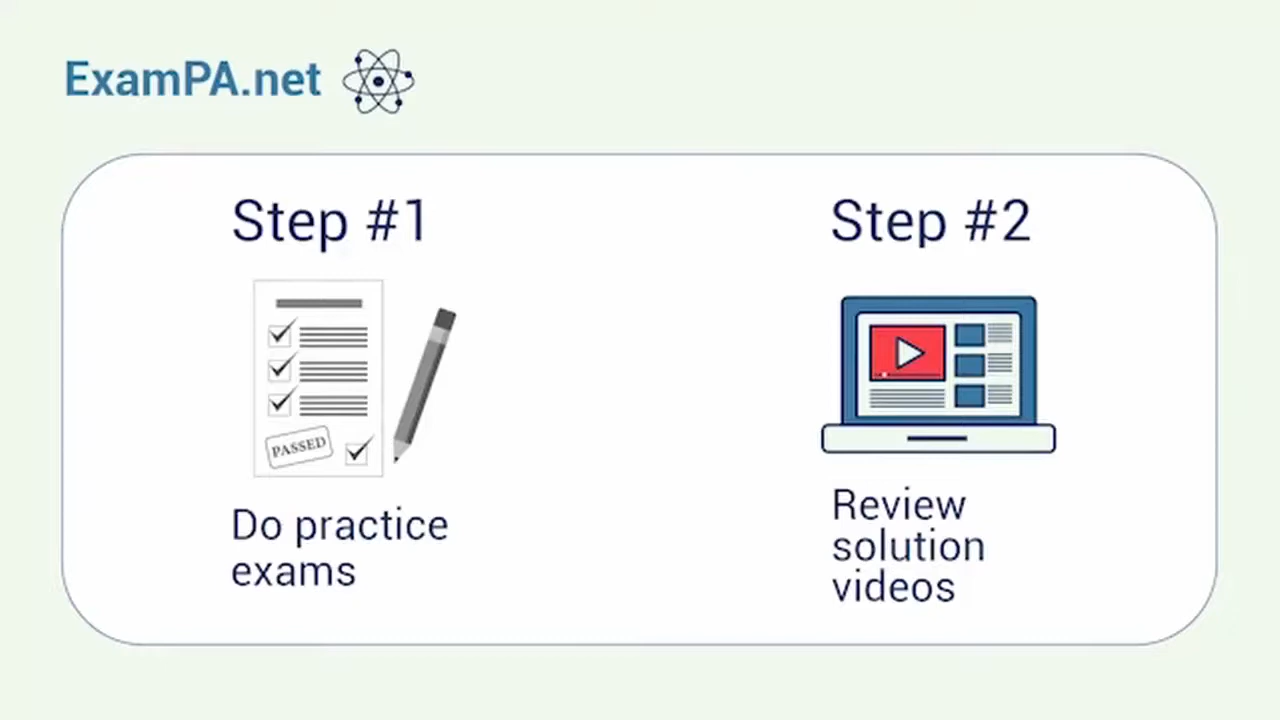 ExamPA.net
Step #1
PASSED
Do practice
exams
Step #2
Review
solution
videos